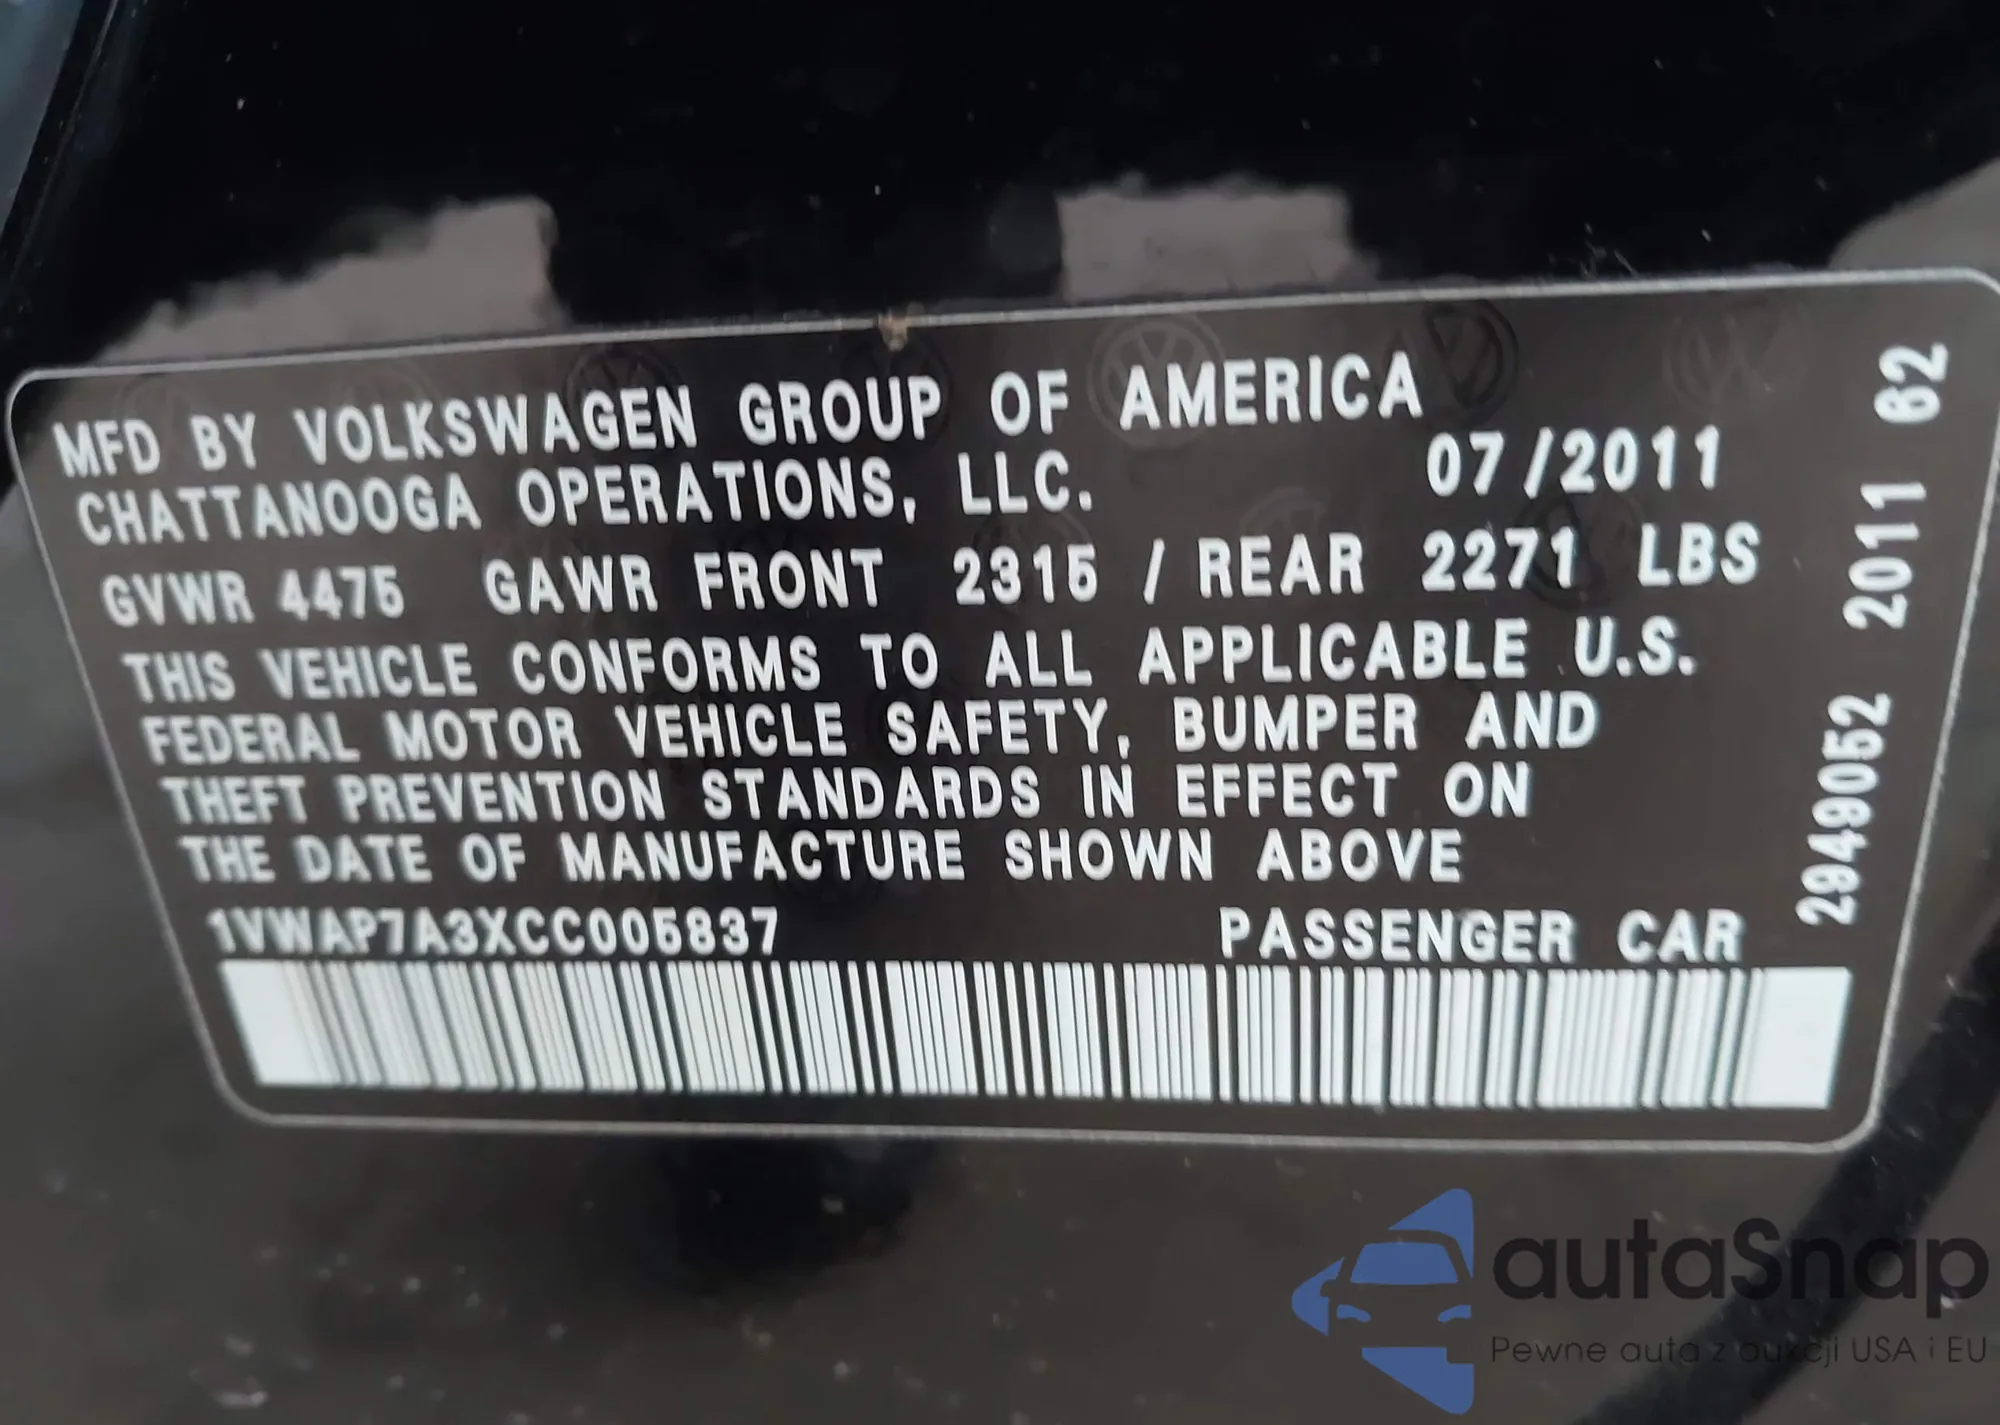 MFD BY VOLKSWAGEN GROUP OF AMERICA
CHATTANOOGA OPERATIONS, LLC. 07/2011
GVWR 4475 GAWR FRONT 2315 / REAR 2271 LBS
THIS VEHICLE CONFORMS TO ALL APPLICABLE U.S.
FEDERAL MOTOR VEHICLE SAFETY, BUMPER AND
THEFT PREVENTION STANDARDS IN EFFECT ON
THE DATE OF MANUFACTURE SHOWN ABOVE
1VWAP7A3XCC005837 PASSENGER CAR
2949052 2011 62
autaSnap
Pewne auta z aukcji USA i EU